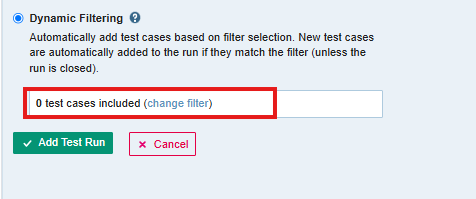 Dynamic Filtering ?
Automatically add test cases based on filter selection. New test cases
are automatically added to the run if they match the filter (unless the
run is closed).
0 test cases included (change filter)
Add Test Run
× Cancel